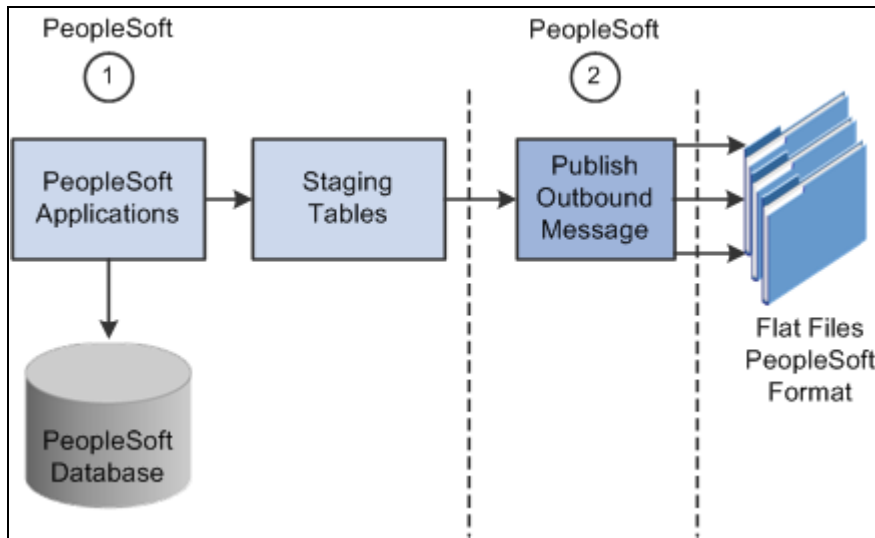 PeopleSoft
1
PeopleSoft
2
PeopleSoft
Applications
Staging
Tables
Publish
Outbound
Message
Flat Files
PeopleSoft
Format
PeopleSoft
Database